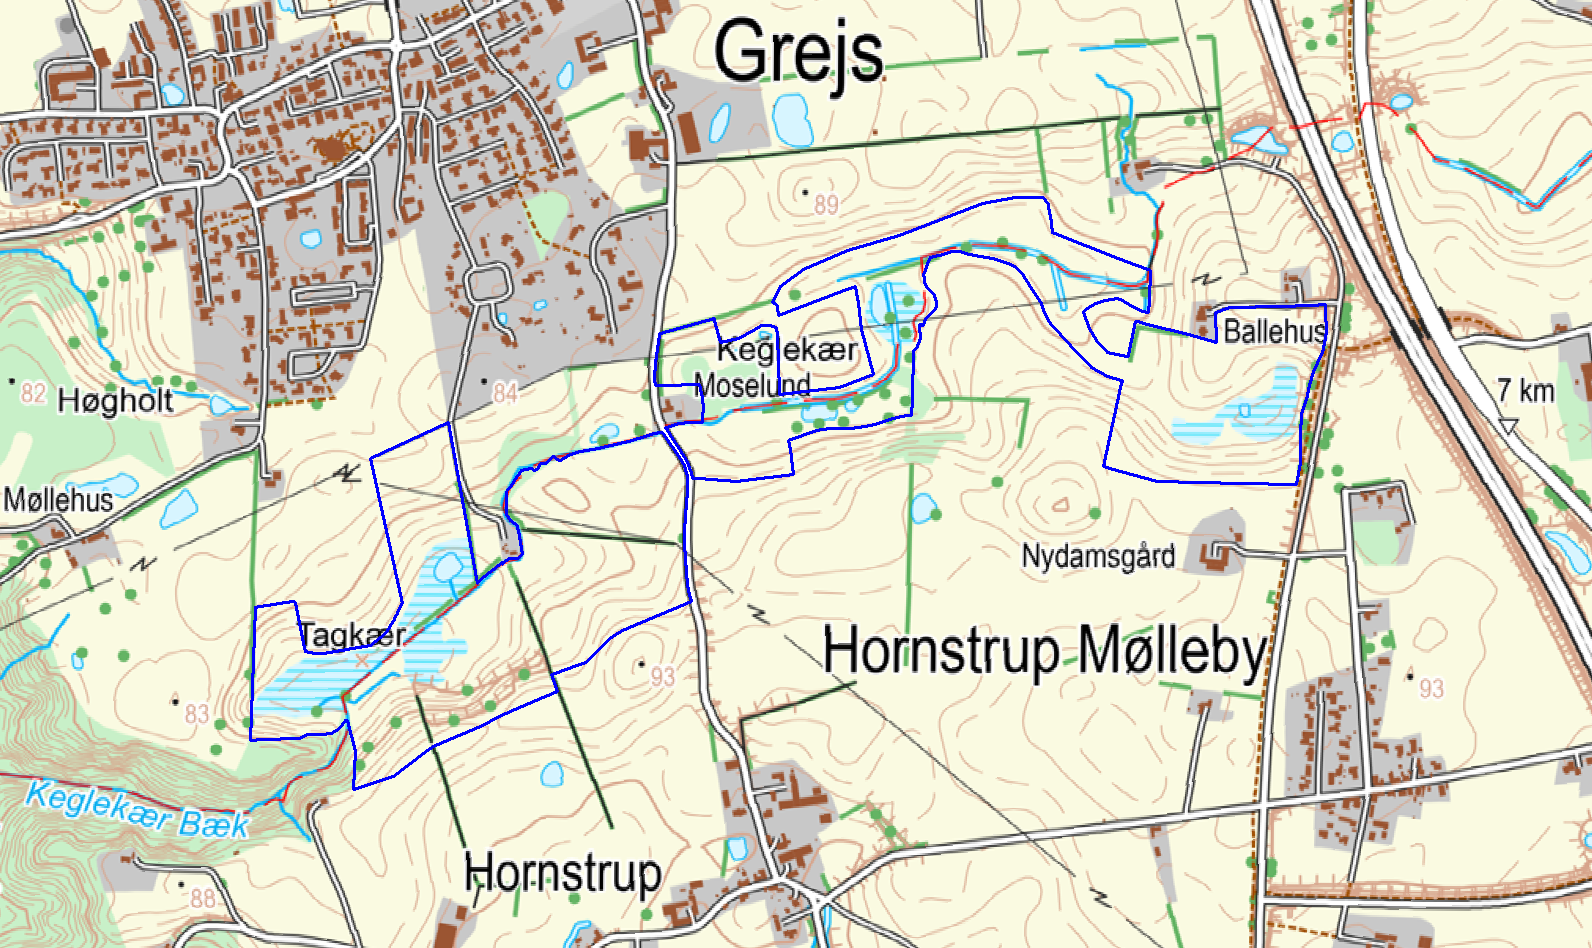 Grejs
89
Keglekær
Moselund
Ballehus
82
Høgholt
84
7 km
Møllehus
Nydamsgård
Tagkær
Hornstrup Mølleby
93
83
93
Keglekær Bæk
Hornstrup
88